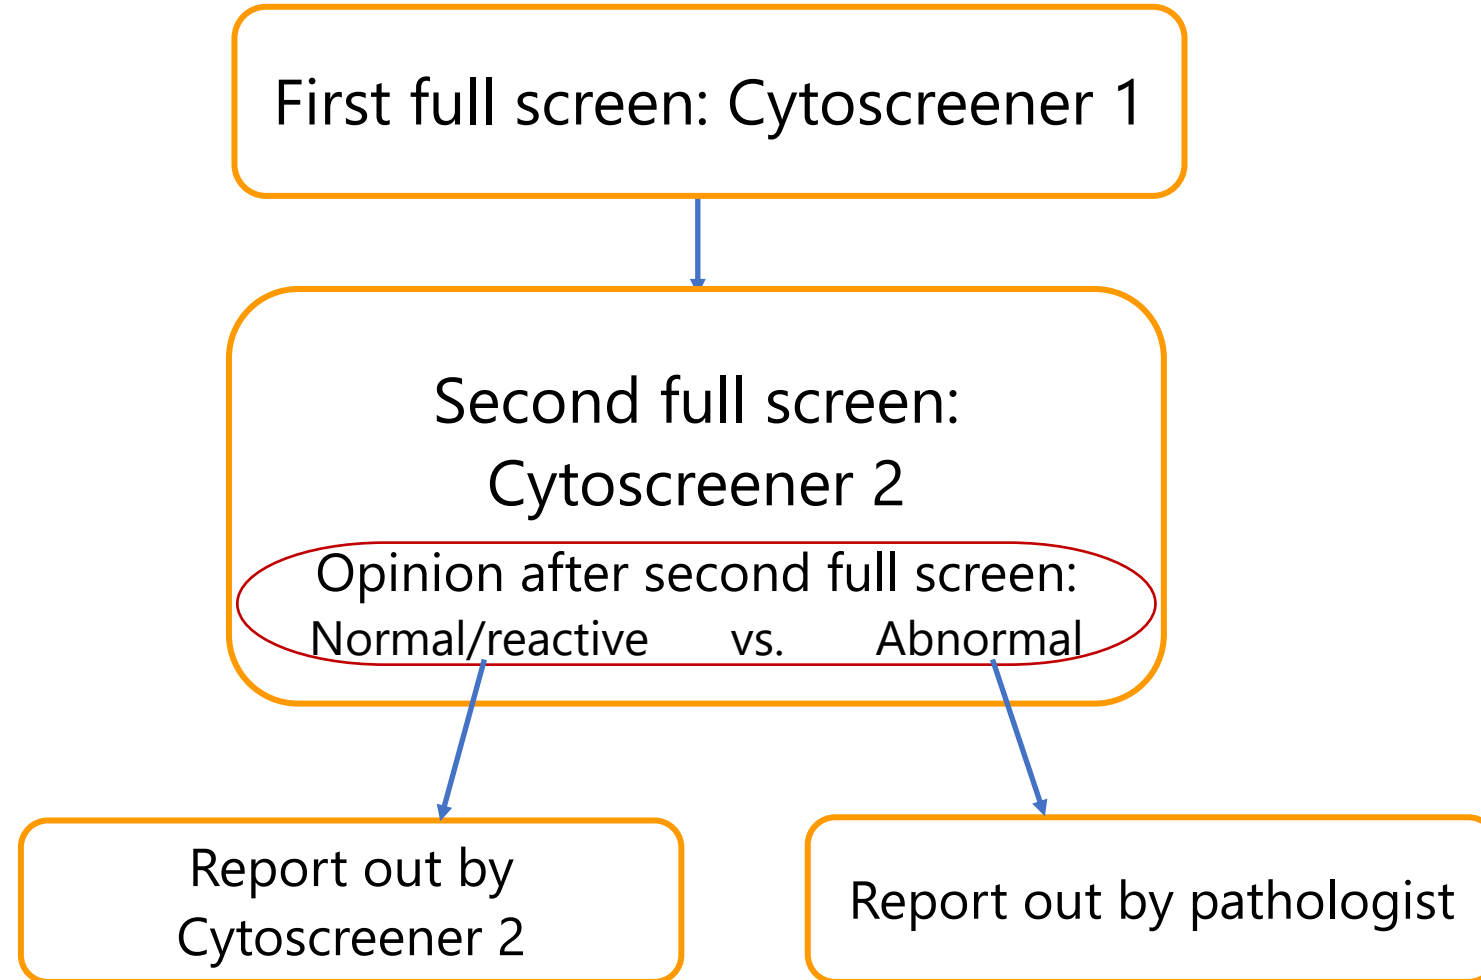 First full screen: Cytoscreener 1
Second full screen:
Cytoscreener 2
Opinion after second full screen:
Normal/reactive vs. Abnormal
Report out by
Cytoscreener 2
Report out by pathologist